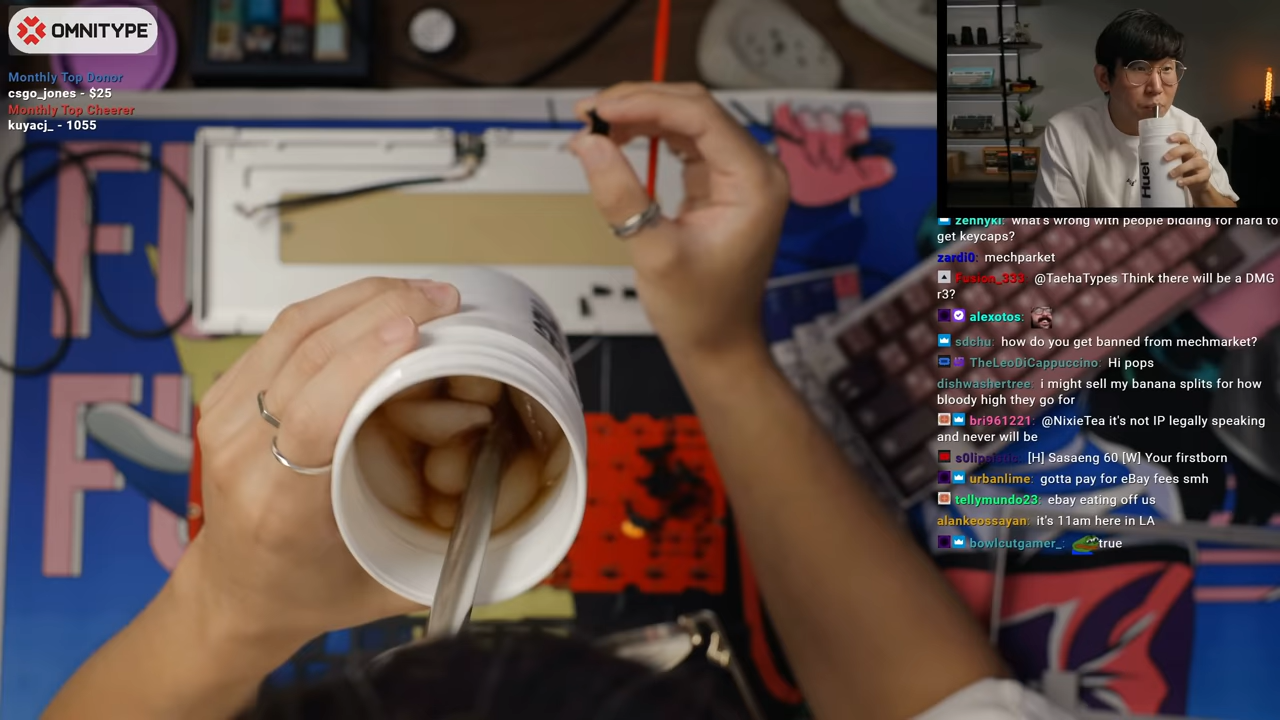 OMNITYPE
Monthly Top Donor
csgo_jones - $25
Monthly Top Cheerer
kuyacj_ - 1055
Huel
zennyki: what's wrong with people bidding for hard to
get keycaps?
zardi0: mechparket
Fusion_333: @TaehaTypes Think there will be a DMG
r3?
alexotos:
sdchu: how do you get banned from mechmarket?
TheLeoDiCappuccino: Hi pops
dishwashertree: i might sell my banana splits for how
bloody high they go for
bri961221: @NixieTea it's not IP legally speaking
and never will be
[H] Sasaeng 60 [W] Your firstborn
urbanlime: gotta pay for eBay fees smh
tellymundo23: ebay eating off us
alankeossayan: it's 11am here in LA
bowlcutgamer_: true
FU
FU